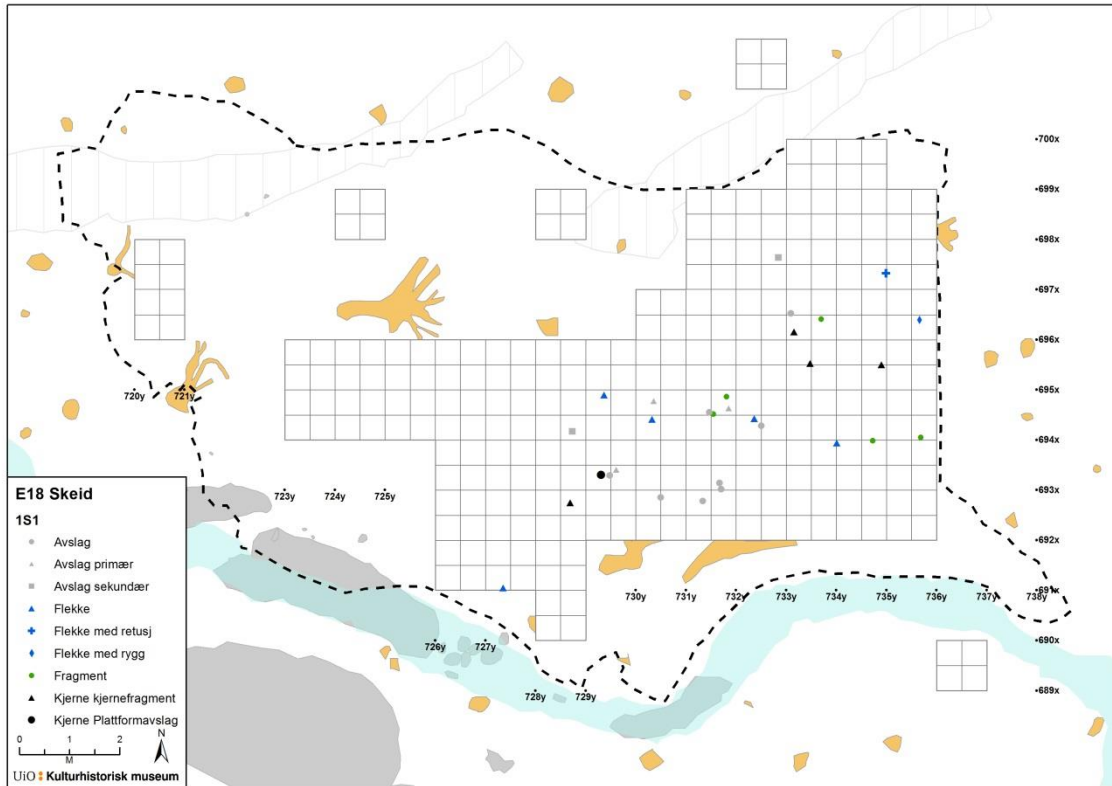 700x
699x
698x
697x
696x
695x
720y
721y
694x
723y
724y
725y
693x
692x
730y
731y
732y
733y
734y
735y
736y
737y
738y
691x
726y
727y
690x
728y
729y
689x
E18 Skeid
1S1
Avslag
Avslag primær
Avslag sekundær
Flekke
Flekke med retusj
Flekke med rygg
Fragment
Kjerne kjernefragment
Kjerne Plattformavslag
0 1 2
M
N
UiO Kulturhistorisk museum